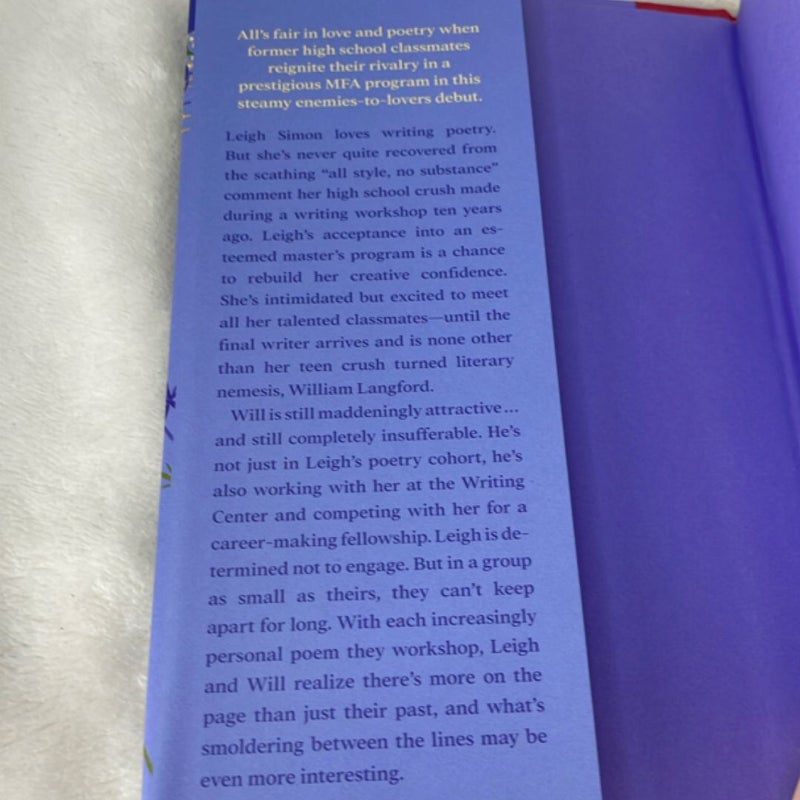 All's fair in love and poetry when
former high school classmates
reignite their rivalry in a
prestigious MFA program in this
steamy enemies-to-lovers debut.
Leigh Simon loves writing poetry.
But she's never quite recovered from
the scathing “all style, no substance”
comment her high school crush made
during a writing workshop ten years
ago. Leigh's acceptance into an es-
teemed master's program is a chance
to rebuild her creative confidence.
She's intimidated but excited to meet
all her talented classmates—until the
final writer arrives and is none other
than her teen crush turned literary
nemesis, William Langford.
Will is still maddeningly attractive...
and still completely insufferable. He's
not just in Leigh's poetry cohort, he's
also working with her at the Writing
Center and competing with her for a
career-making fellowship. Leigh is de-
termined not to engage. But in a group
as small as theirs, they can't keep
apart for long. With each increasingly
personal poem they workshop, Leigh
and Will realize there's more on the
page than just their past, and what's
smoldering between the lines may be
even more interesting.